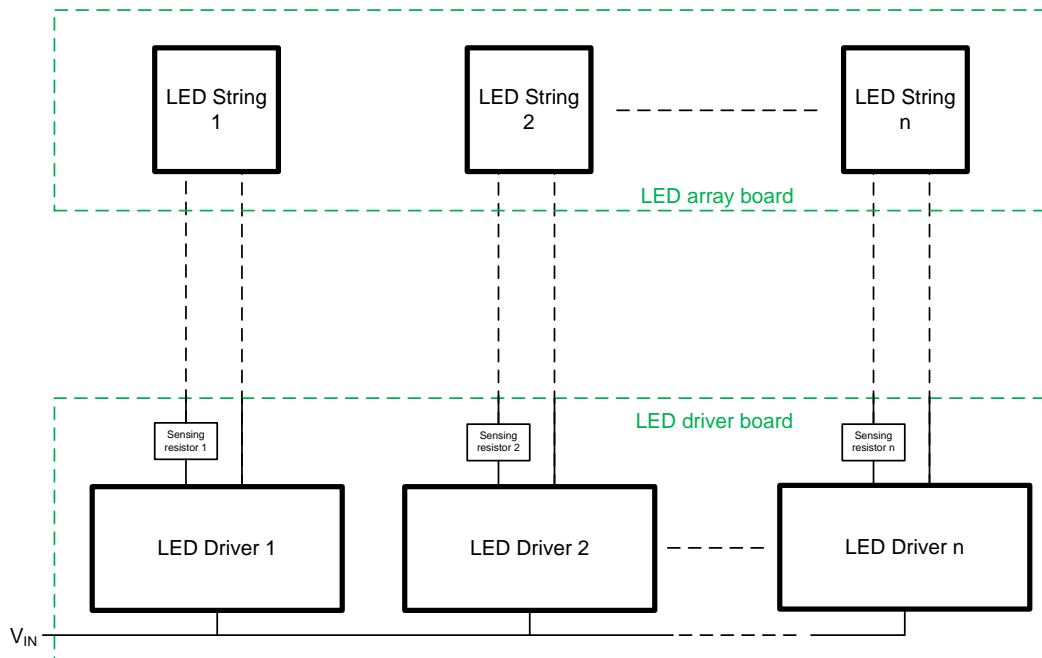 LED String
1
LED String
2
LED String
n
LED array board
LED driver board
Sensing
resistor 1
Sensing
resistor 2
Sensing
resistor n
LED Driver 1
LED Driver 2
LED Driver n
VIN